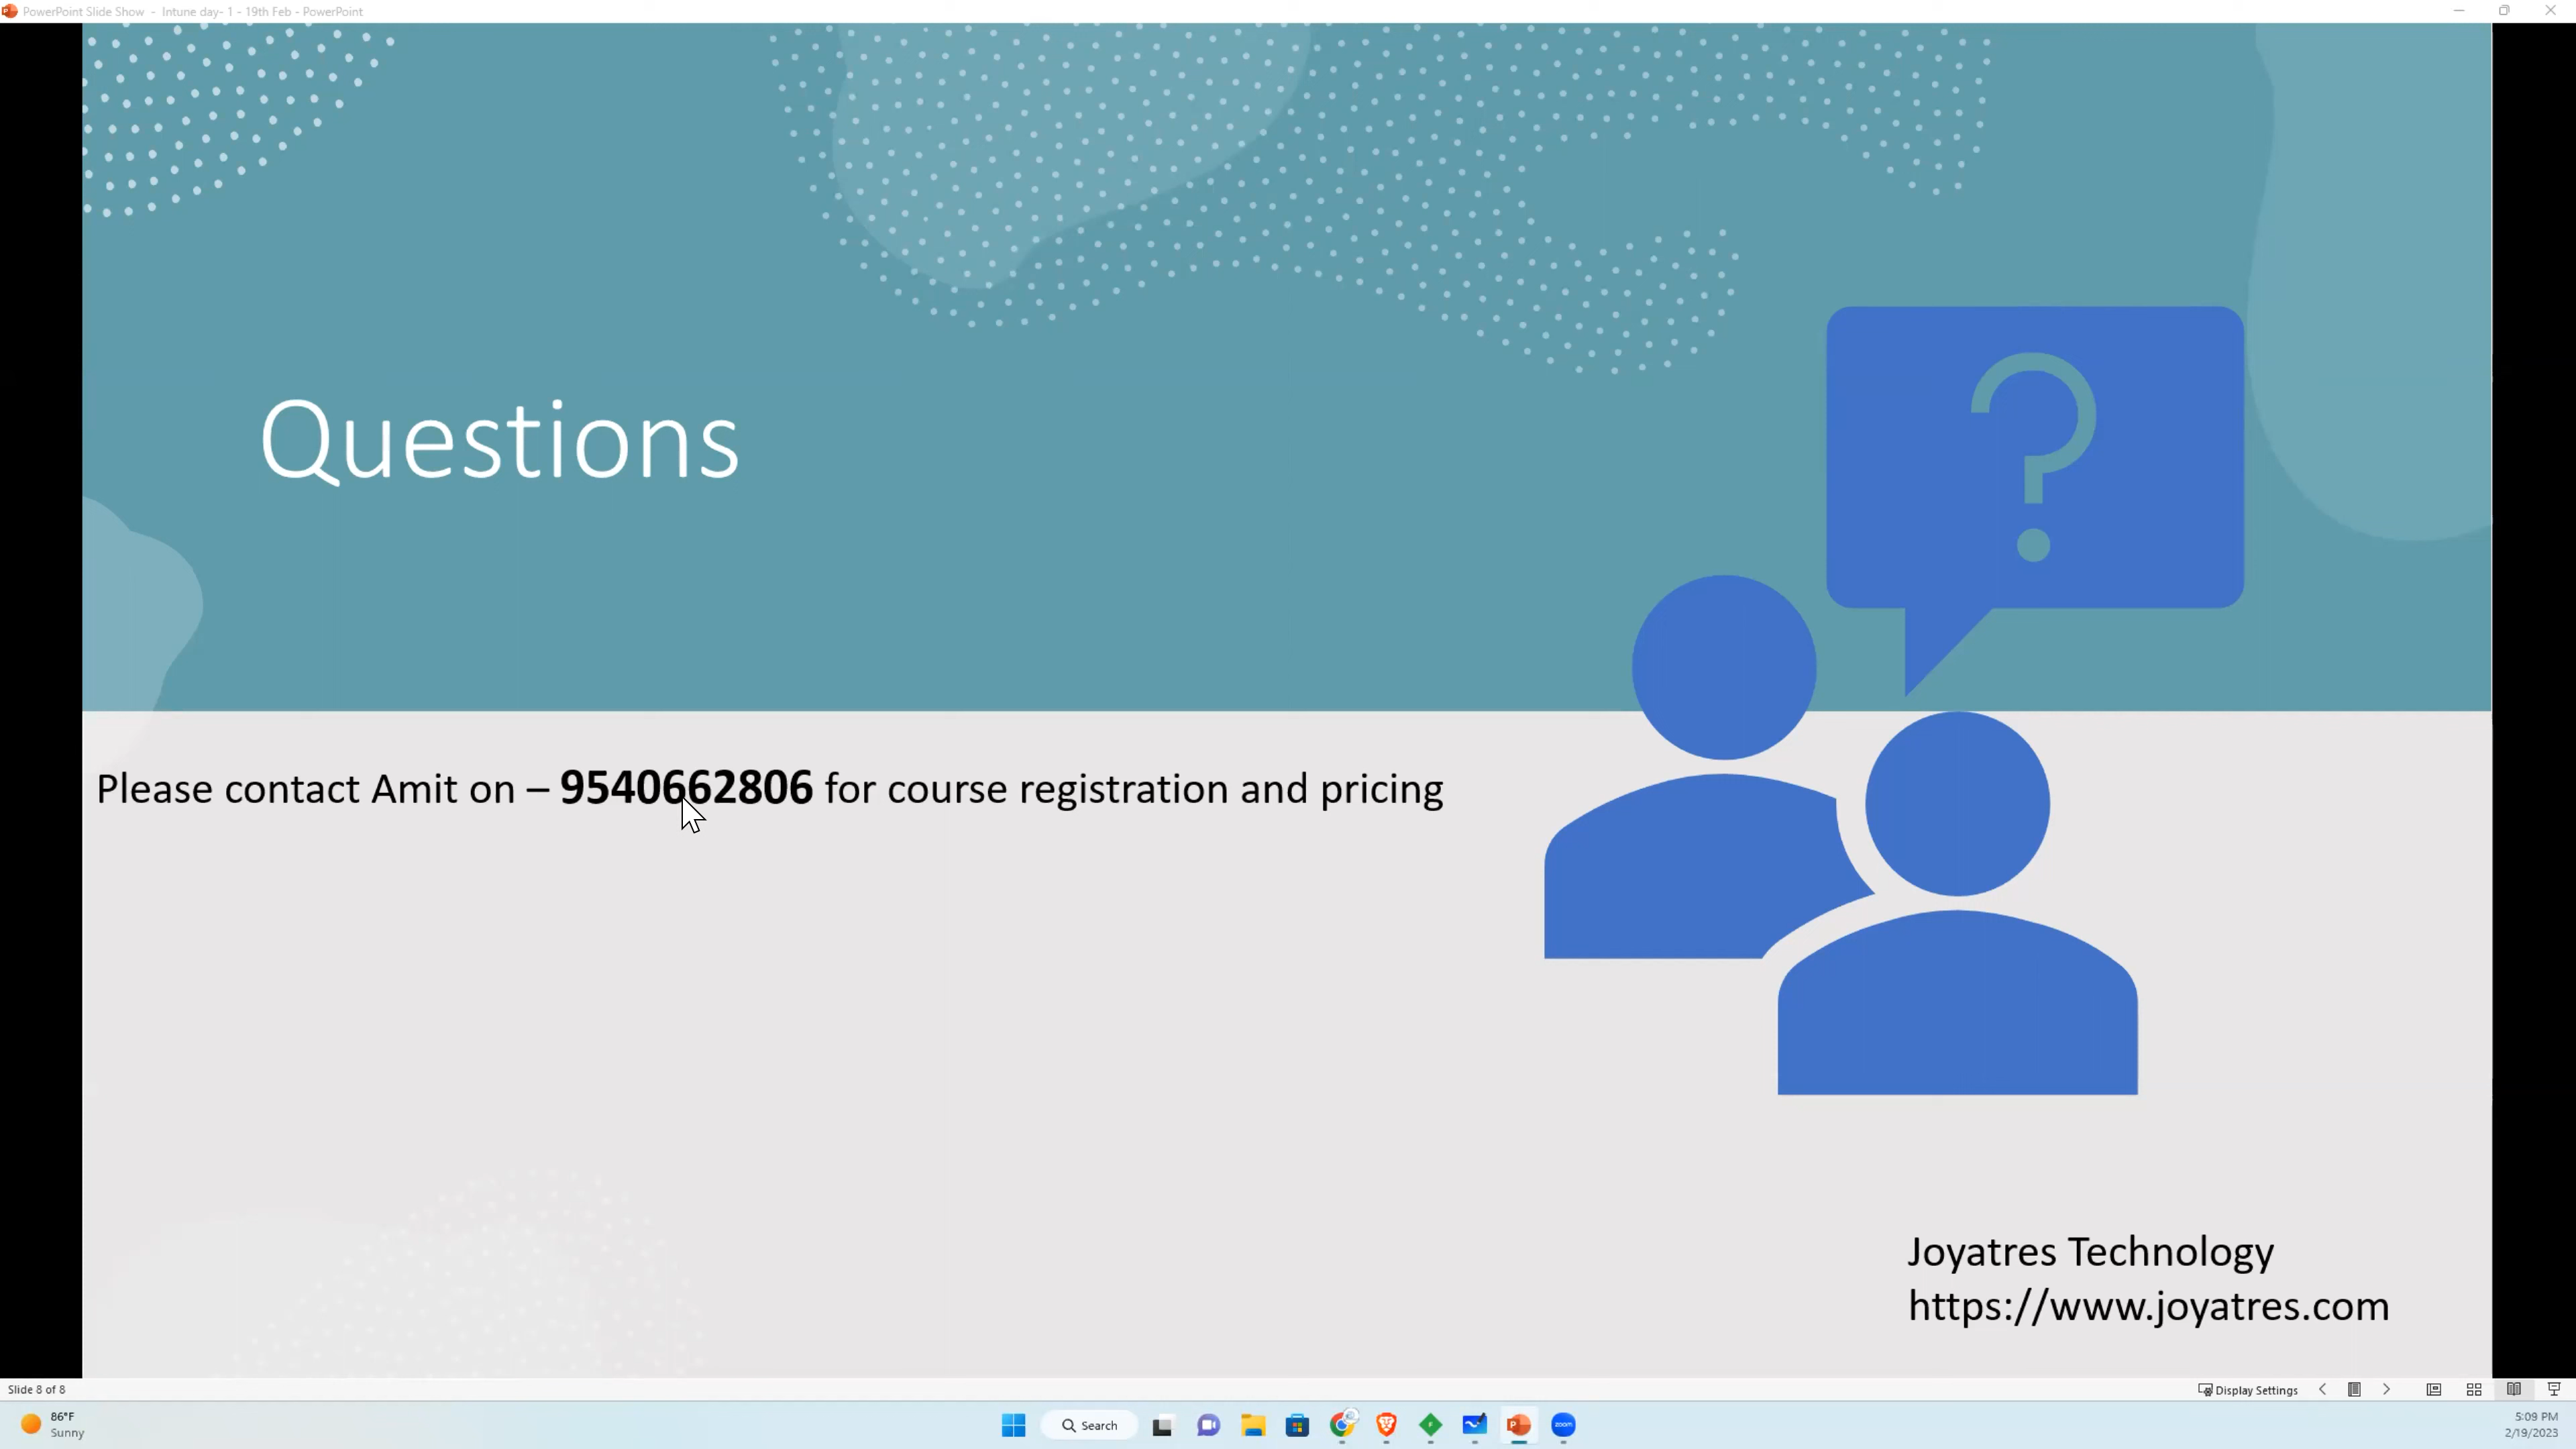 PowerPoint Slide Show - Intune day- 1 - 19th Feb - PowerPoint
Questions
?
Please contact Amit on – 9540662806 for course registration and pricing
Joyatres Technology
https://www.joyatres.com
Slide 8 of 8
Display Settings
86°F
Sunny
Search
zoom
5:09 PM
2/19/2023